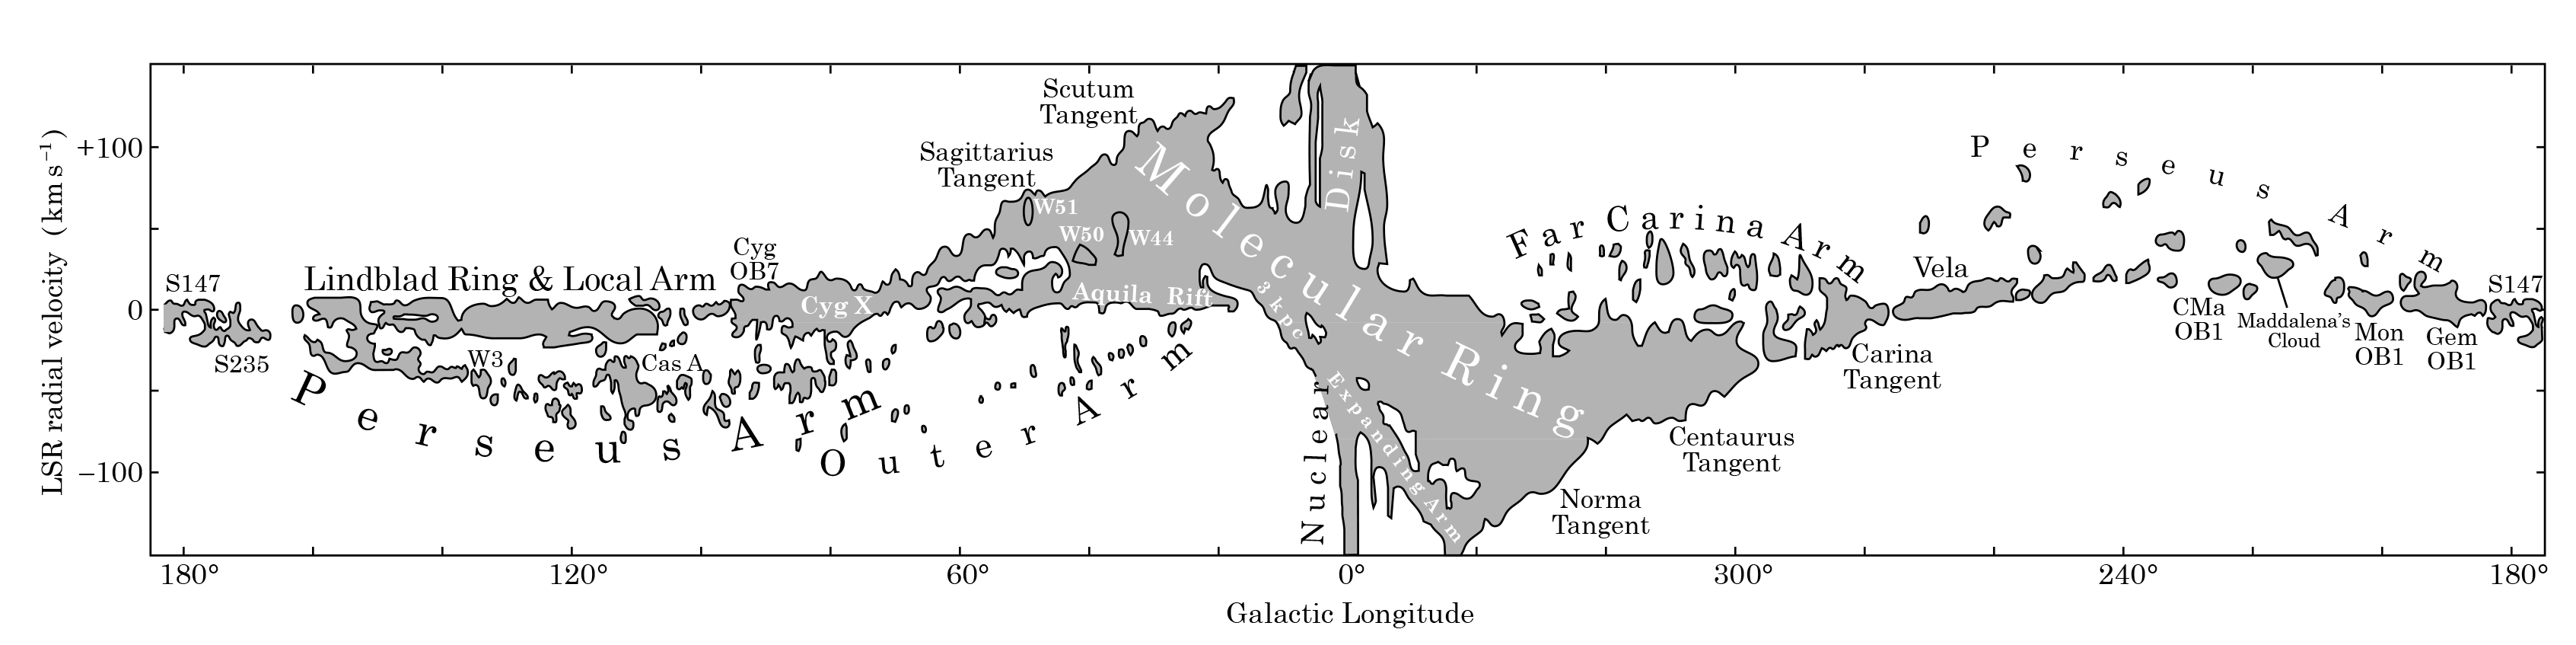 Scutum
Tangent
Sagittarius
Tangent
Cyg
OB7
S147
Lindblad Ring & Local Arm
S235
W3
Cas A
Perseus Arm
Outer Arm
Cyg X
W51
W50
W44
Aquila Rift
Molecular Ring
3 kpc Expanding Arm
Nuclear Disk
Far Carina Arm
Perseus Arm
Vela
S147
Carina
Tangent
Centaurus
Tangent
Norma
Tangent
CMa
OB1
Maddalena's
Cloud
Mon
OB1
Gem
OB1
LSR radial velocity (km s⁻¹)
+100
0
−100
180° 120° 60° 0° 300° 240° 180°
Galactic Longitude